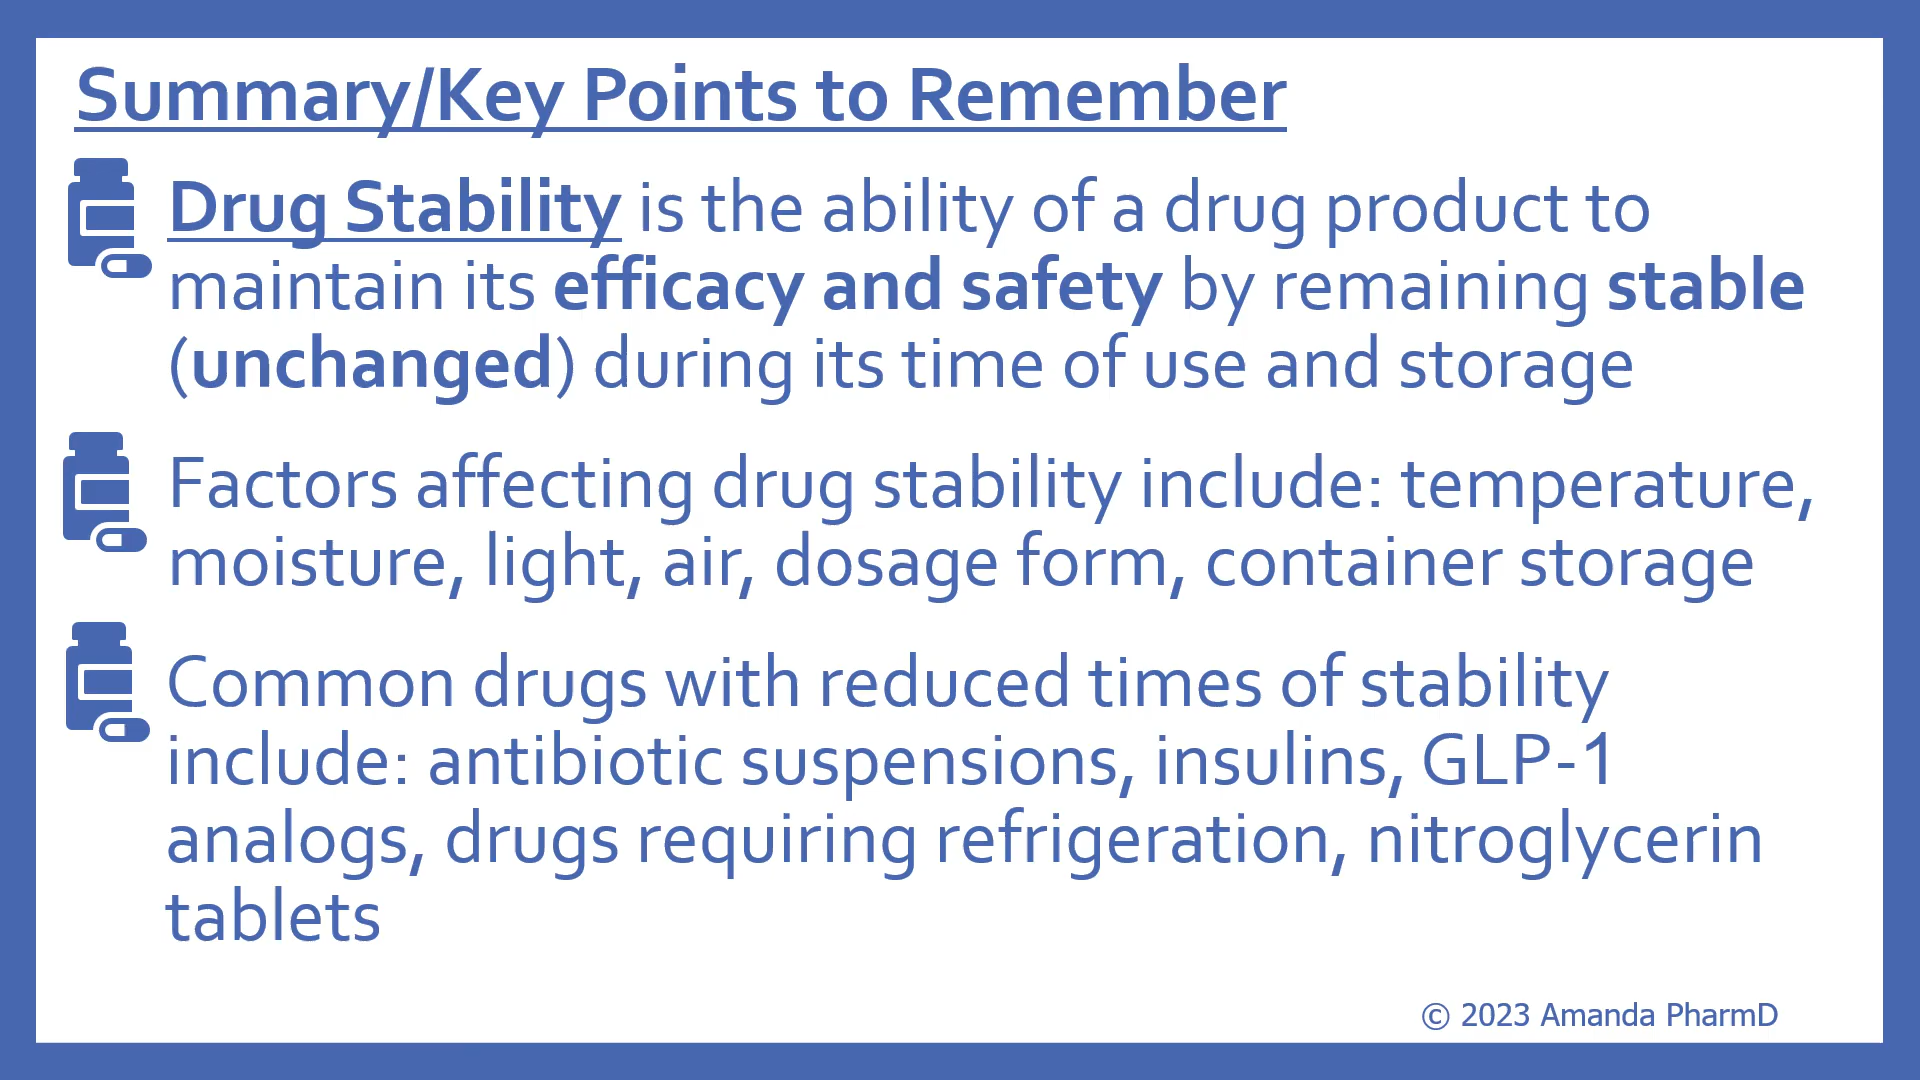 Summary/Key Points to Remember
Drug Stability is the ability of a drug product to
maintain its efficacy and safety by remaining stable
(unchanged) during its time of use and storage
Factors affecting drug stability include: temperature,
moisture, light, air, dosage form, container storage
Common drugs with reduced times of stability
include: antibiotic suspensions, insulins, GLP-1
analogs, drugs requiring refrigeration, nitroglycerin
tablets
© 2023 Amanda PharmD